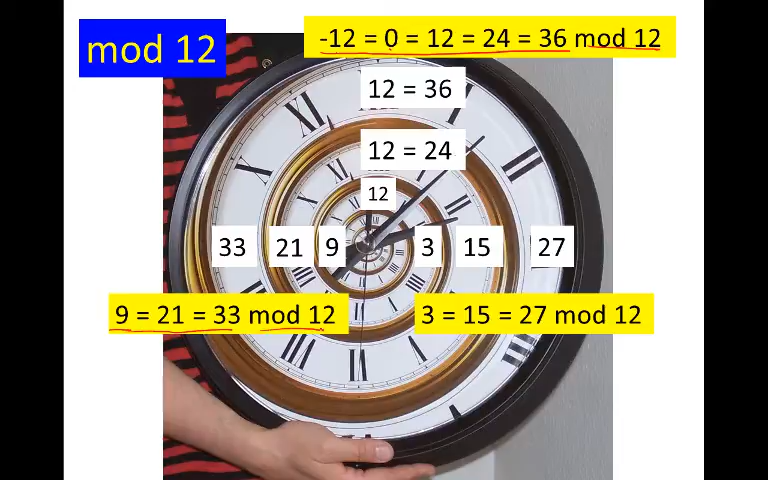 mod 12
-12 = 0 = 12 = 24 = 36 mod 12
12 = 36
12 = 24
12
33 21 9 3 15 27
9 = 21 = 33 mod 12
3 = 15 = 27 mod 12